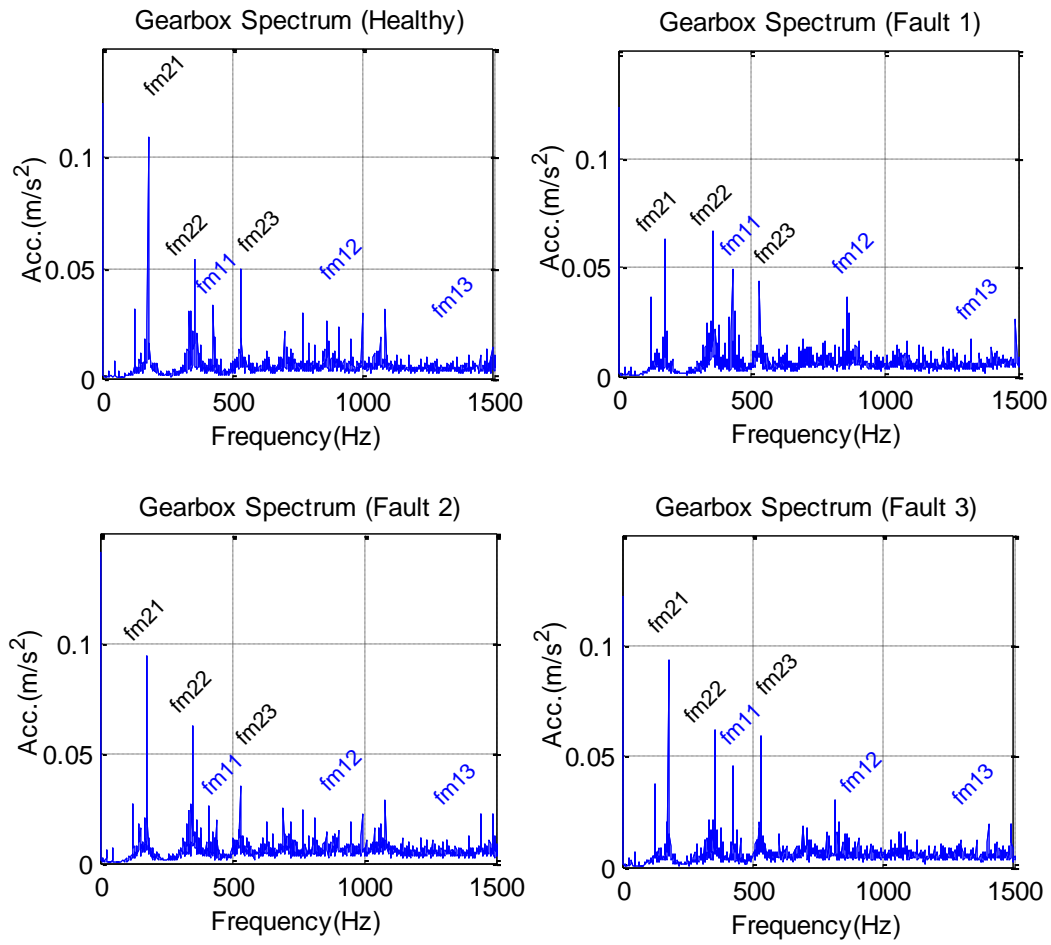 Gearbox Spectrum (Healthy)
fm21
fm22
fm11
fm23
fm12
fm13
0.1
0.05
0
Acc.(m/s²)
0 500 1000 1500
Frequency(Hz)
Gearbox Spectrum (Fault 1)
fm21
fm22
fm11
fm23
fm12
fm13
0.1
0.05
0
Acc.(m/s²)
0 500 1000 1500
Frequency(Hz)
Gearbox Spectrum (Fault 2)
fm21
fm22
fm11
fm23
fm12
fm13
0.1
0.05
0
Acc.(m/s²)
0 500 1000 1500
Frequency(Hz)
Gearbox Spectrum (Fault 3)
fm21
fm22
fm11
fm23
fm12
fm13
0.1
0.05
0
Acc.(m/s²)
0 500 1000 1500
Frequency(Hz)